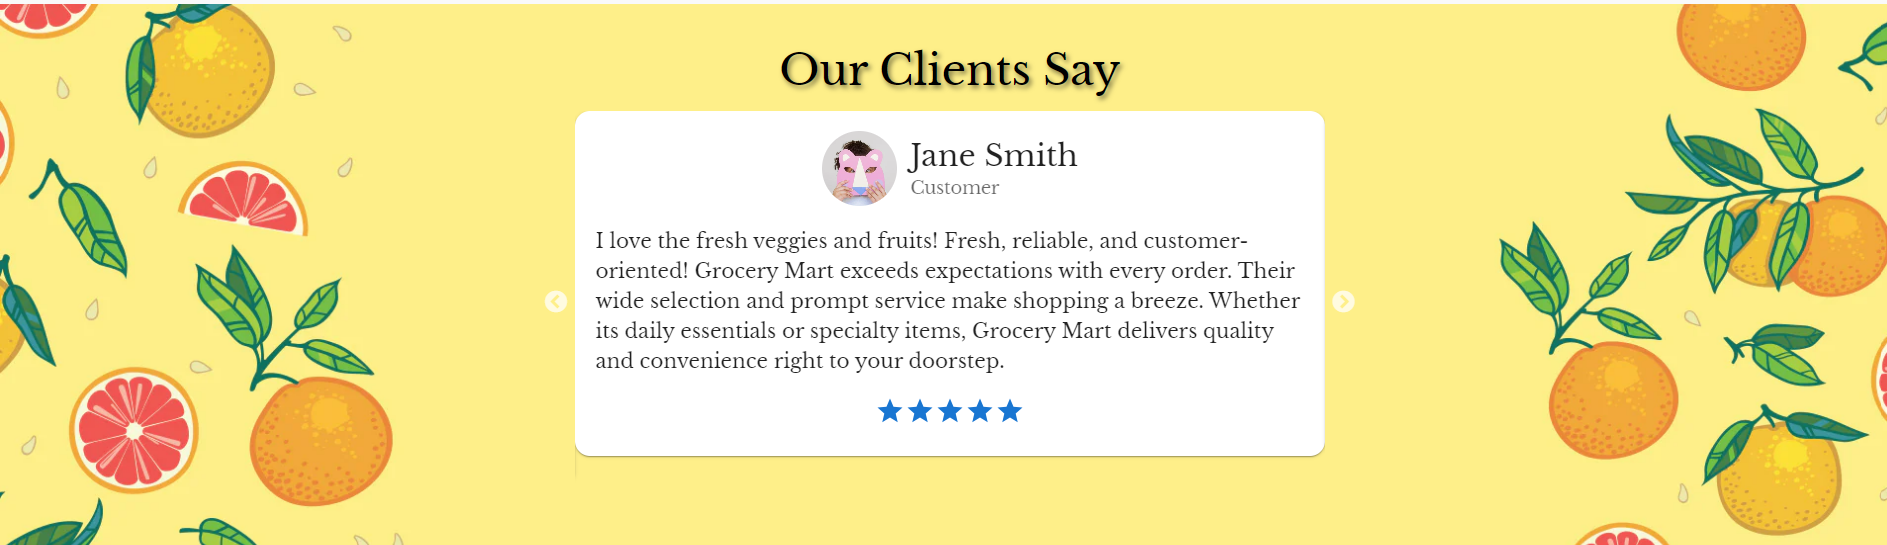 Our Clients Say
Jane Smith
Customer
I love the fresh veggies and fruits! Fresh, reliable, and customer-
oriented! Grocery Mart exceeds expectations with every order. Their
wide selection and prompt service make shopping a breeze. Whether
its daily essentials or specialty items, Grocery Mart delivers quality
and convenience right to your doorstep.